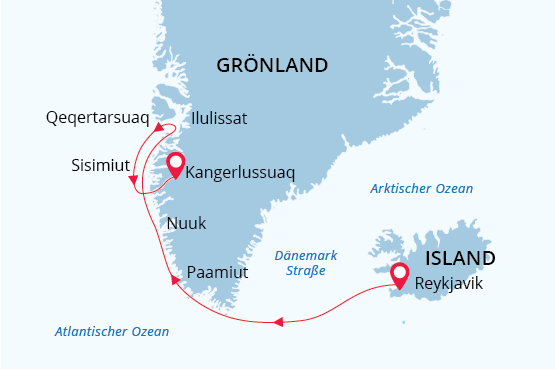 GRÖNLAND
Qeqertarsuaq
Ilulissat
Sisimiut
Kangerlussuaq
Arktischer Ozean
Nuuk
Dänemark
Straße
ISLAND
Paamiut
Reykjavik
Atlantischer Ozean